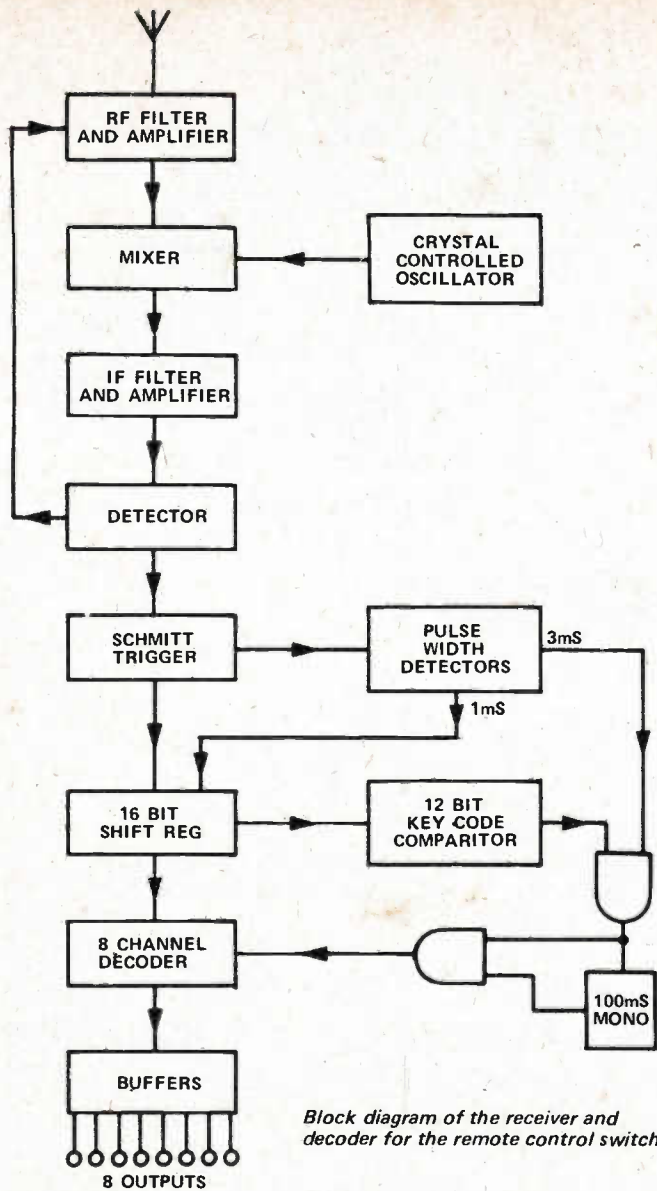 RF FILTER
AND AMPLIFIER
MIXER
CRYSTAL
CONTROLLED
OSCILLATOR
IF FILTER
AND AMPLIFIER
DETECTOR
SCHMITT
TRIGGER
PULSE
WIDTH
DETECTORS
3mS
1mS
16 BIT
SHIFT REG
12 BIT
KEY CODE
COMPARITOR
8 CHANNEL
DECODER
100mS
MONO
BUFFERS
8 OUTPUTS
Block diagram of the receiver and
decoder for the remote control switch